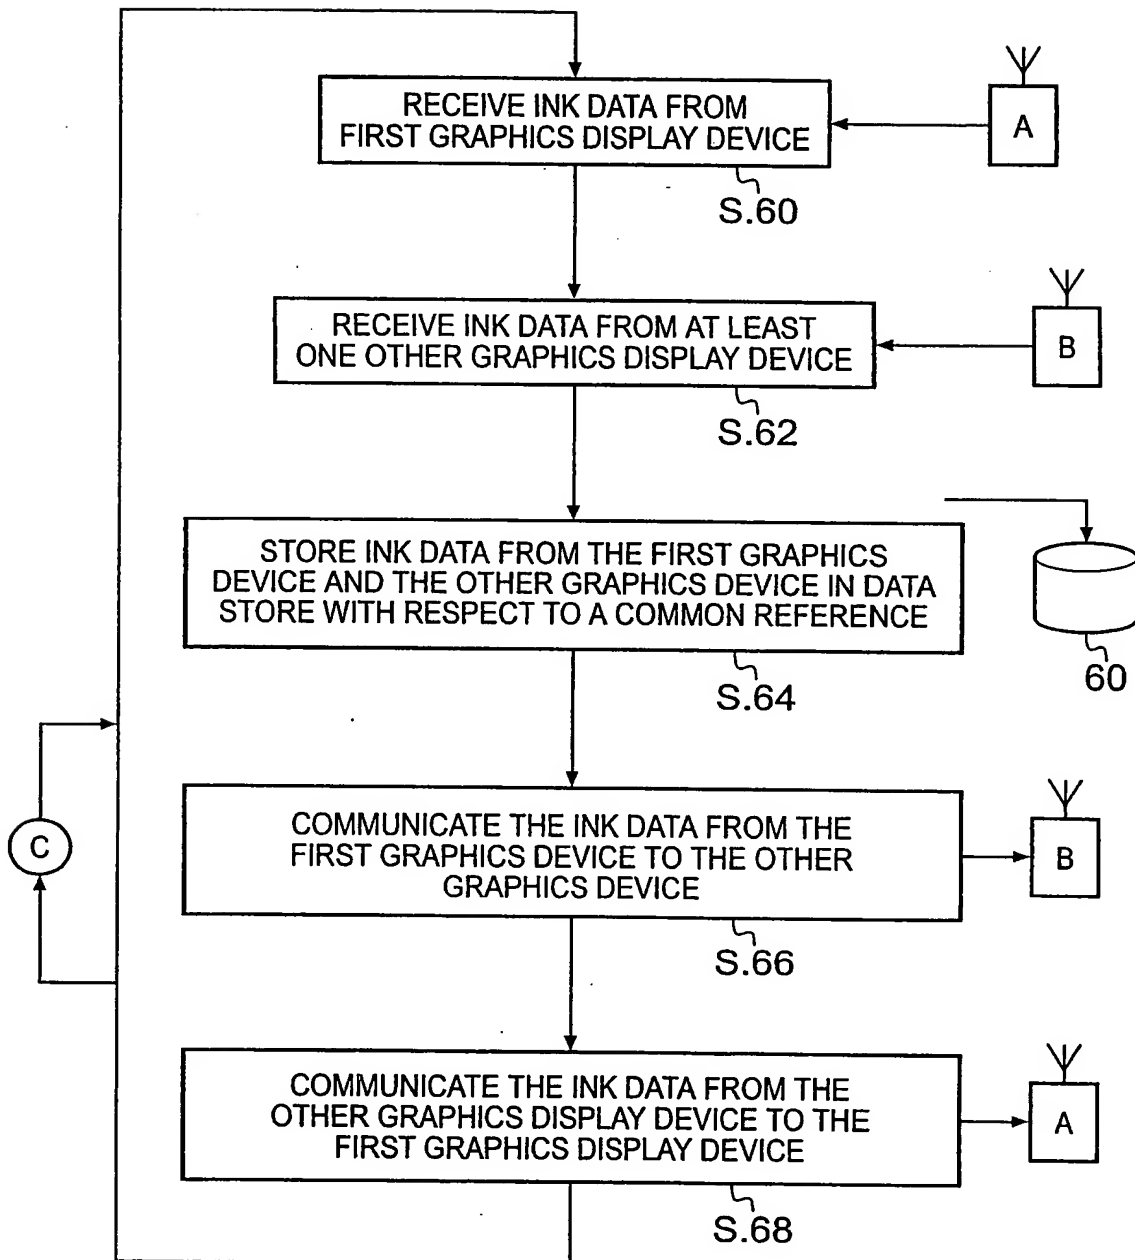 RECEIVE INK DATA FROM
FIRST GRAPHICS DISPLAY DEVICE
A
S.60
RECEIVE INK DATA FROM AT LEAST
ONE OTHER GRAPHICS DISPLAY DEVICE
B
S.62
STORE INK DATA FROM THE FIRST GRAPHICS
DEVICE AND THE OTHER GRAPHICS DEVICE IN DATA
STORE WITH RESPECT TO A COMMON REFERENCE
60
S.64
C
COMMUNICATE THE INK DATA FROM THE
FIRST GRAPHICS DEVICE TO THE OTHER
GRAPHICS DEVICE
B
S.66
COMMUNICATE THE INK DATA FROM THE
OTHER GRAPHICS DISPLAY DEVICE TO THE
FIRST GRAPHICS DISPLAY DEVICE
A
S.68